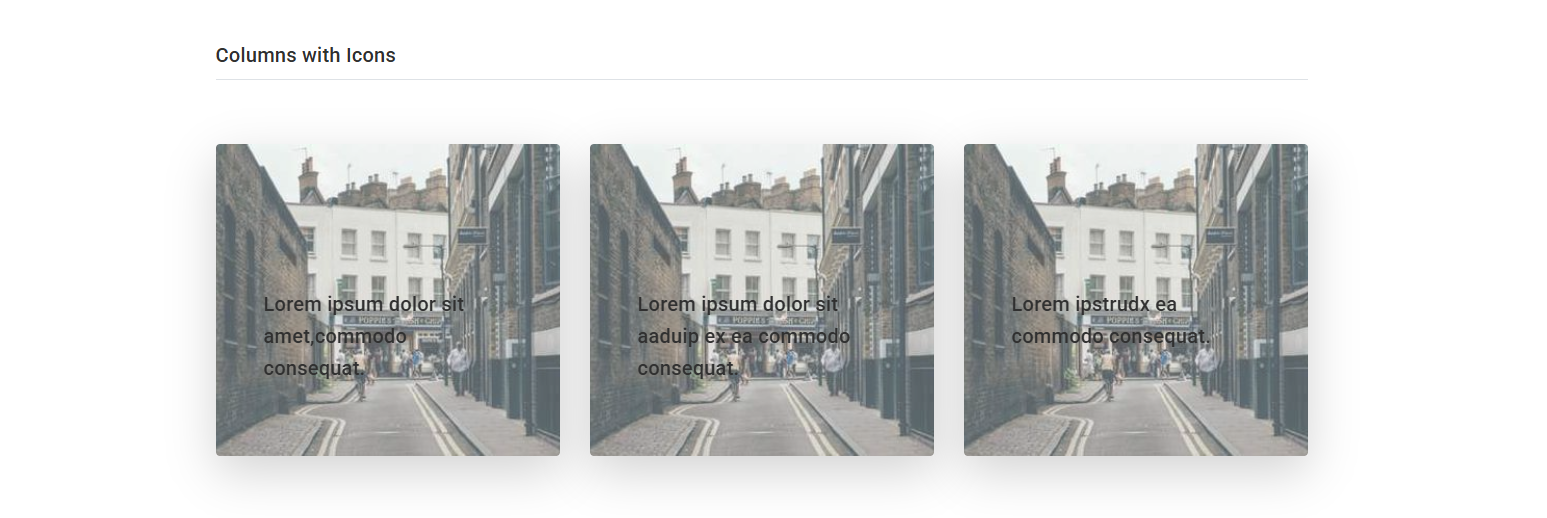 Columns with Icons
Lorem ipsum dolor sit
amet,commodo
consequat.
Lorem ipsum dolor sit
aaduip ex ea commodo
consequat.
Lorem ipstrudx ea
commodo consequat.
POPPIES